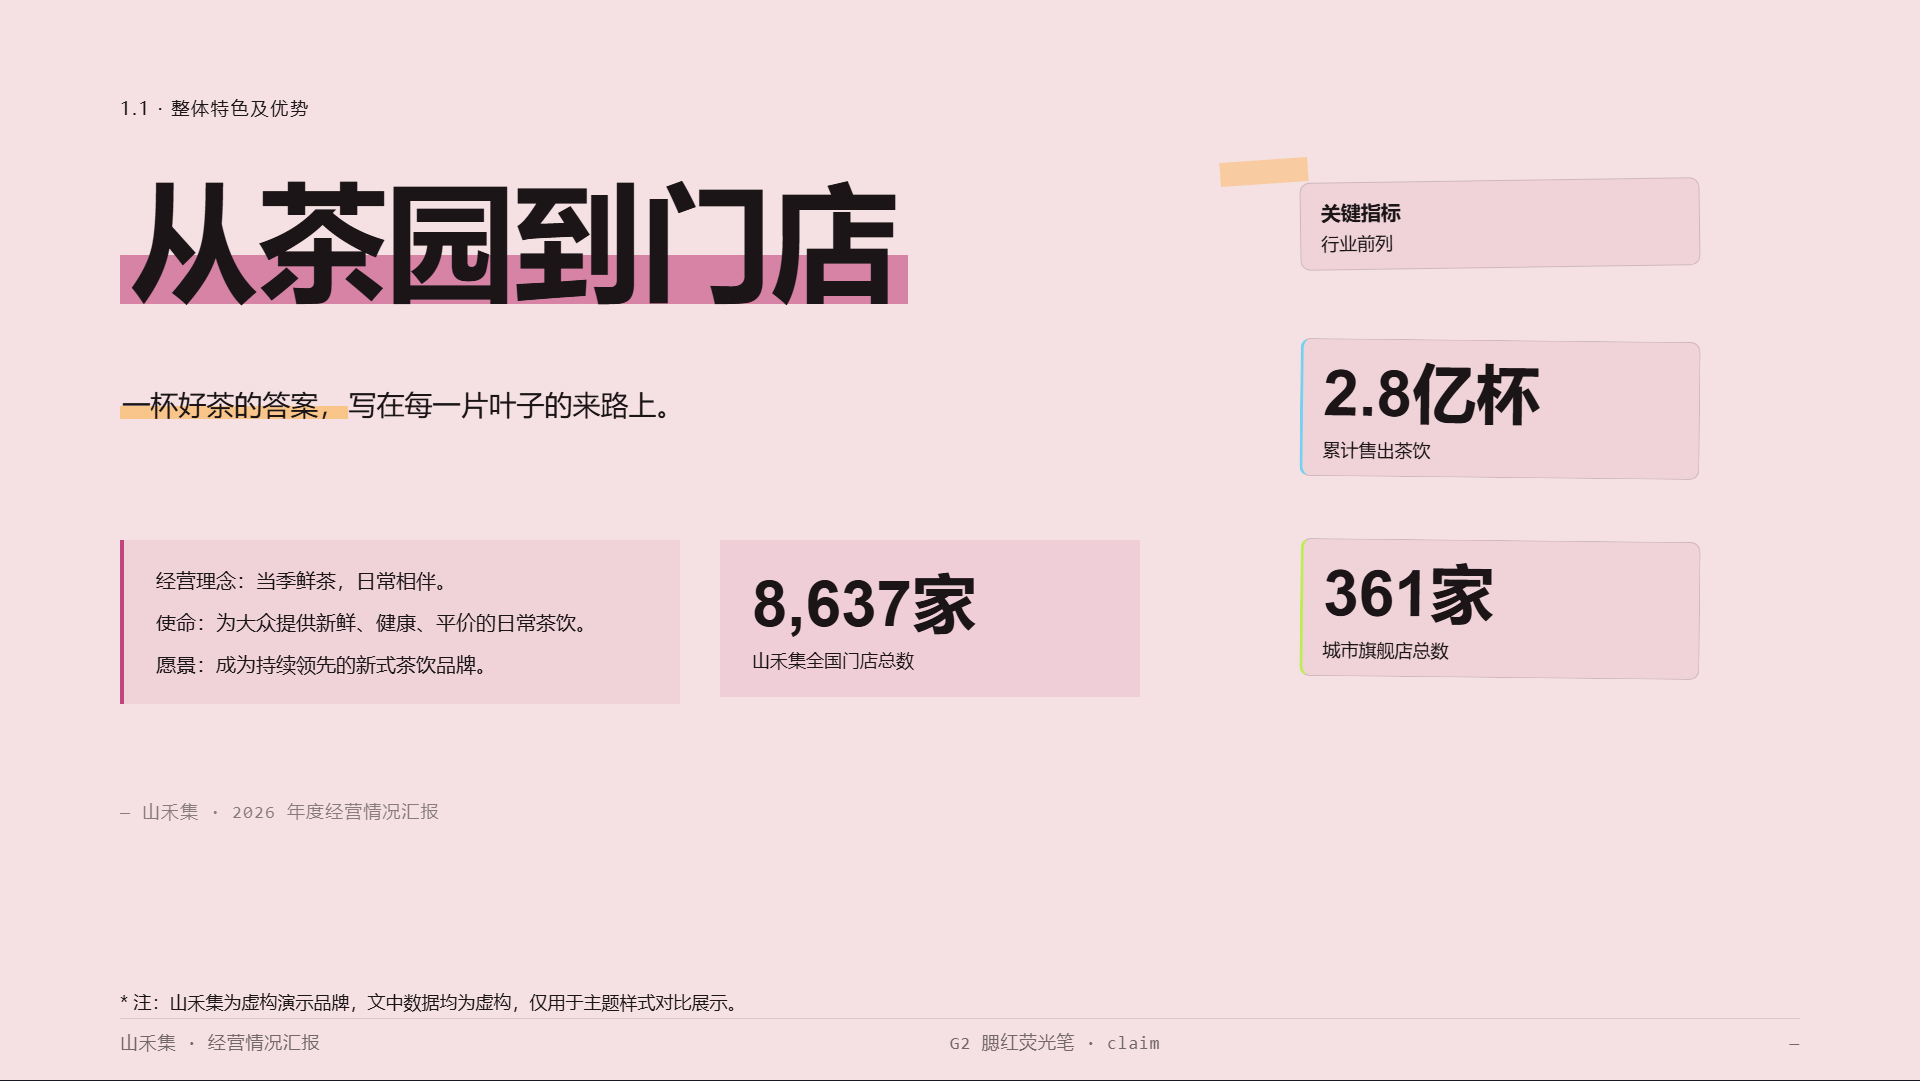 1.1 · 整体特色及优势
从茶园到门店
一杯好茶的答案，写在每一片叶子的来路上。
经营理念：当季鲜茶，日常相伴。
使命：为大众提供新鲜、健康、平价的日常茶饮。
愿景：成为持续领先的新式茶饮品牌。
8,637家
山禾集全国门店总数
关键指标
行业前列
2.8亿杯
累计售出茶饮
361家
城市旗舰店总数
— 山禾集 · 2026 年度经营情况汇报
* 注：山禾集为虚构演示品牌，文中数据均为虚构，仅用于主题样式对比展示。
山禾集 · 经营情况汇报
G2 腮红荧光笔 · claim
—